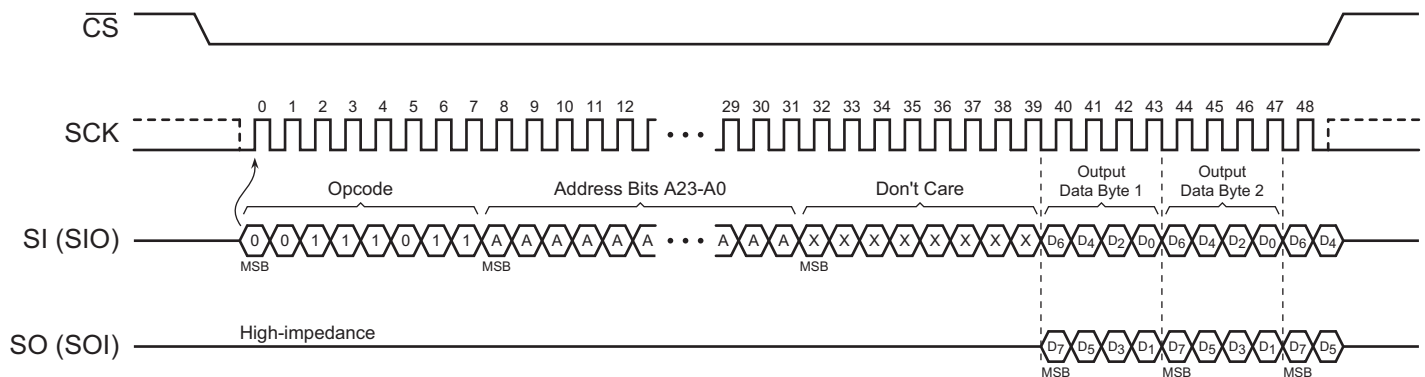 CS
0 1 2 3 4 5 6 7 8 9 10 11 12 29 30 31 32 33 34 35 36 37 38 39 40 41 42 43 44 45 46 47 48
SCK
Opcode Address Bits A23-A0 Don't Care Output Data Byte 1 Output Data Byte 2
SI (SIO) 0 0 1 1 1 0 1 1 A A A A A A • • • A A A X X X X X X X X D6 D4 D2 D0 D6 D4 D2 D0 D6 D4
MSB MSB MSB
High-impedance
SO (SOI) D7 D5 D3 D1 D7 D5 D3 D1 D7 D5
MSB MSB MSB